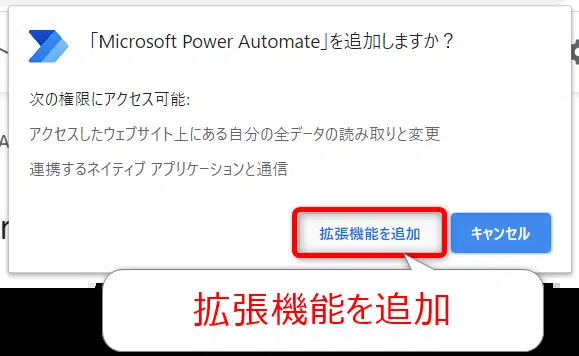 「Microsoft Power Automate」を追加しますか？
次の権限にアクセス可能:
アクセスしたウェブサイト上にある自分の全データの読み取りと変更
連携するネイティブ アプリケーションと通信
拡張機能を追加
キャンセル
拡張機能を追加